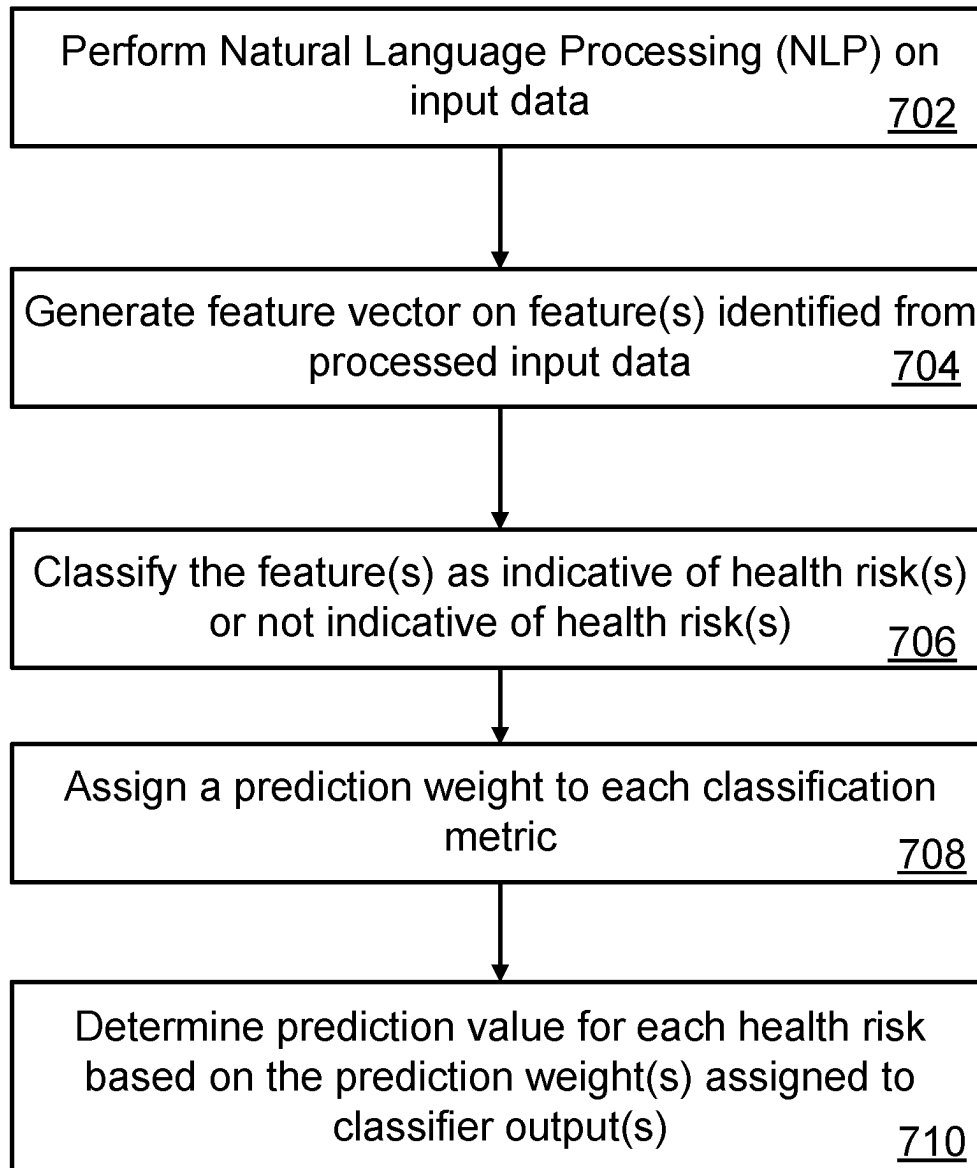 Perform Natural Language Processing (NLP) on
input data
702
Generate feature vector on feature(s) identified from
processed input data
704
Classify the feature(s) as indicative of health risk(s)
or not indicative of health risk(s)
706
Assign a prediction weight to each classification
metric
708
Determine prediction value for each health risk
based on the prediction weight(s) assigned to
classifier output(s)
710